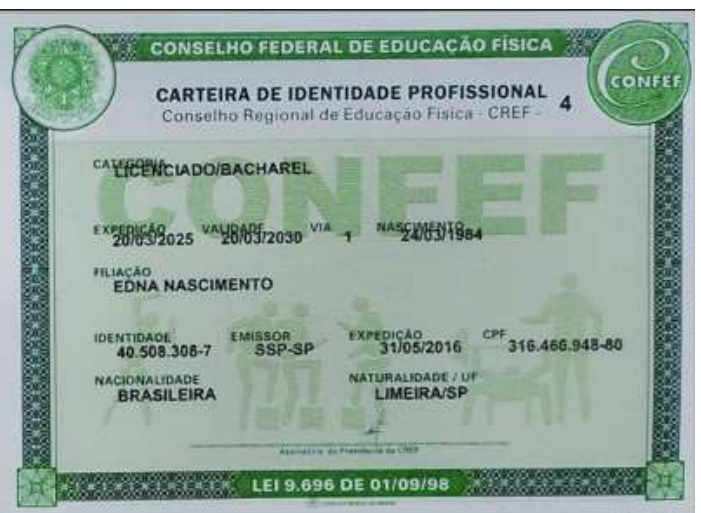 CONSELHO FEDERAL DE EDUCAÇÃO FÍSICA
CONFEF
CARTEIRA DE IDENTIDADE PROFISSIONAL
Conselho Regional de Educação Física - CREF - 4
CATEGORIA
LICENCIADO/BACHAREL
CONFEF
EXPEDIÇÃO VALIDADE VIA NASCIMENTO
20/03/2025 20/03/2030 1 24/03/1984
FILIAÇÃO
EDNA NASCIMENTO
IDENTIDADE EMISSOR EXPEDIÇÃO CPF
40.508.308-7 SSP-SP 31/05/2016 316.466.948-80
NACIONALIDADE NATURALIDADE / UF
BRASILEIRA LIMEIRA/SP
Assinatura do Presidente do CREF
LEI 9.696 DE 01/09/98